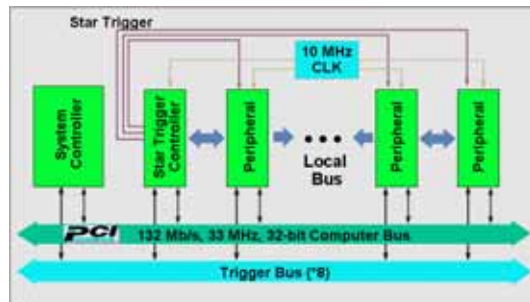 Star Trigger
10 MHz
CLK
System
Controller
Star Trigger
Controller
Peripheral
Local
Bus
Peripheral
Peripheral
PCI
132 Mb/s, 33 MHz, 32-bit Computer Bus
Trigger Bus (*8)